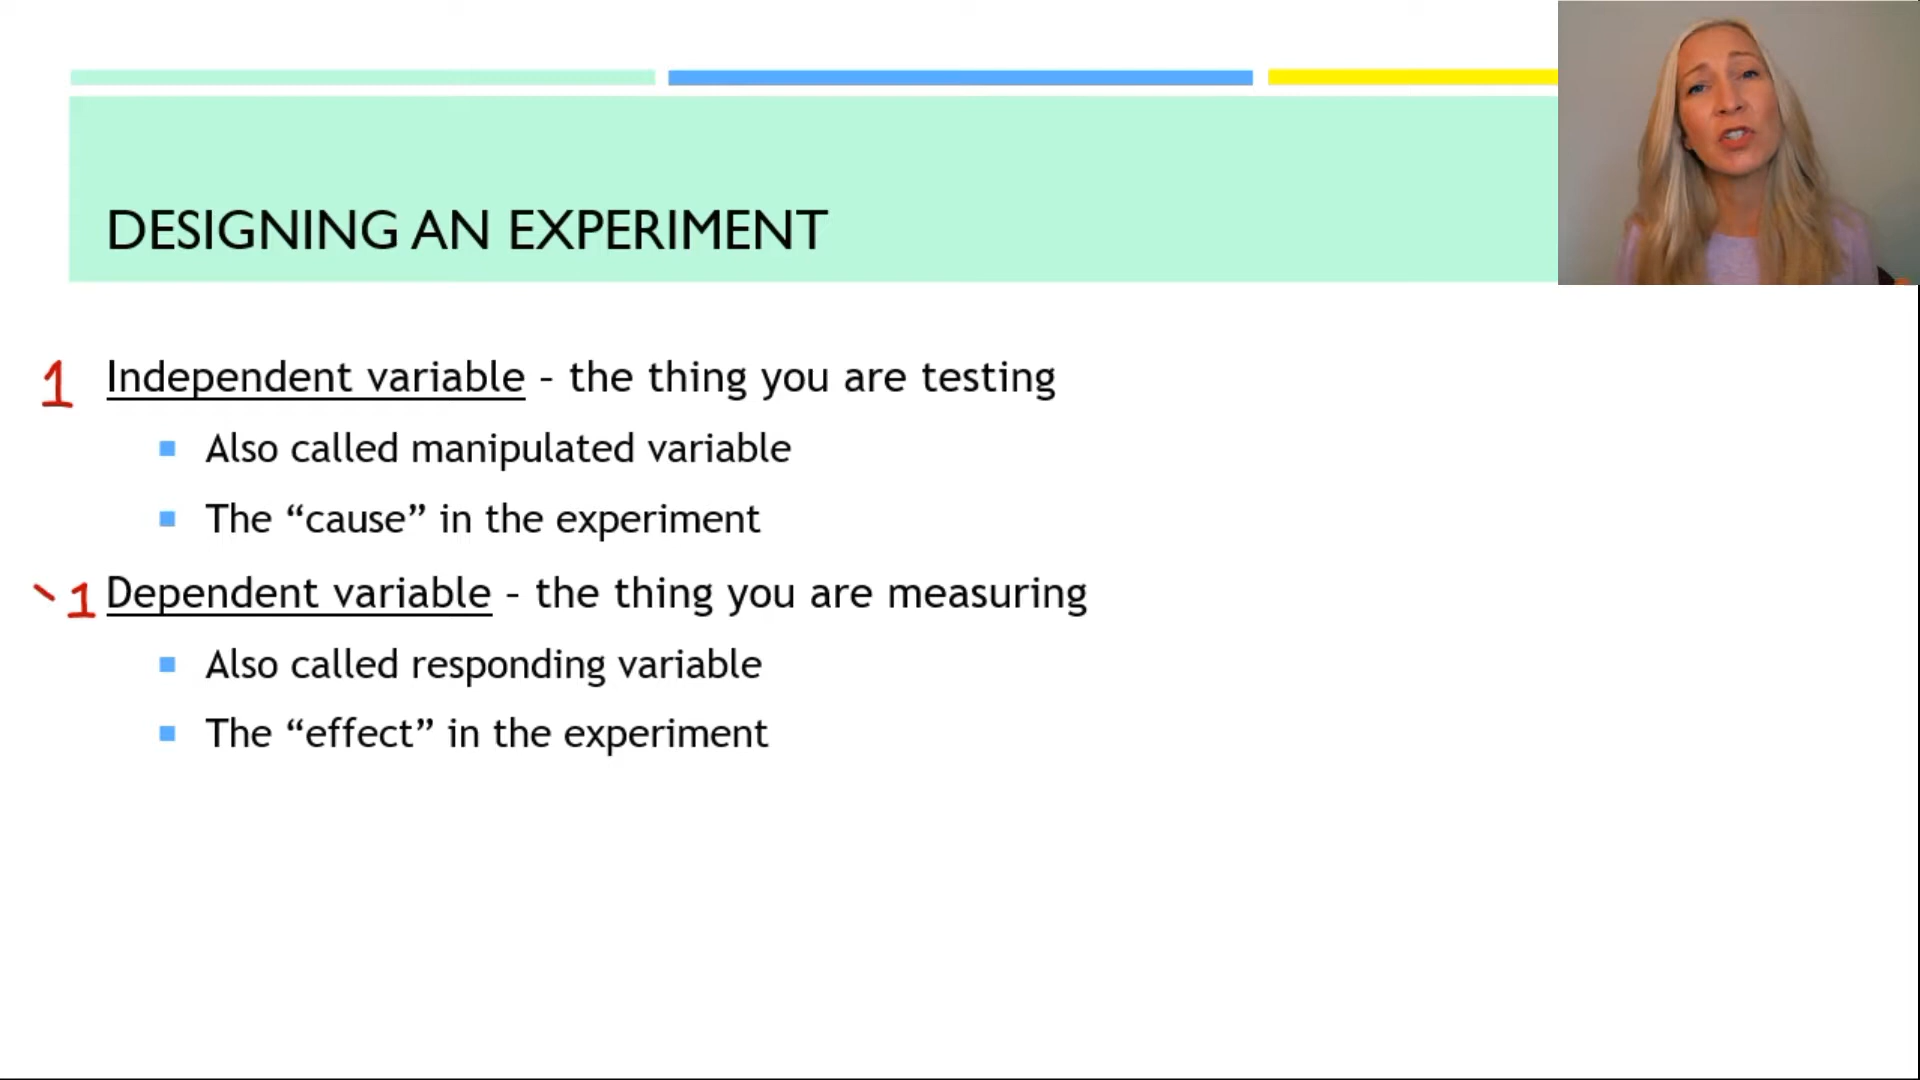 DESIGNING AN EXPERIMENT
1 Independent variable – the thing you are testing
Also called manipulated variable
The “cause” in the experiment
1 Dependent variable – the thing you are measuring
Also called responding variable
The “effect” in the experiment